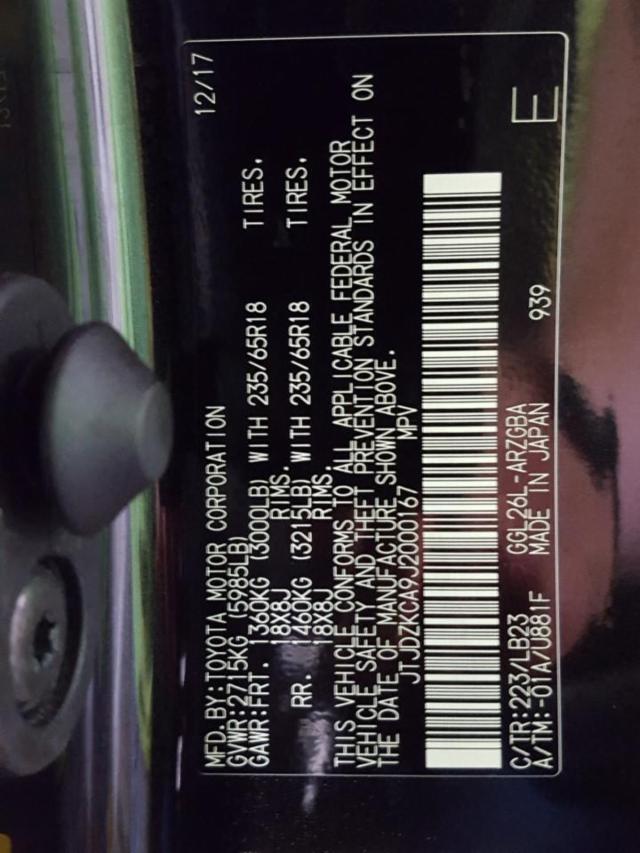 MFD.BY:TOYOTA MOTOR CORPORATION 12/17
GVWR:2715KG (5985LB)
GAWR:FRT. 1360KG (3000LB) WITH 235/65R18 TIRES.
18X8J RIMS.
RR. 1460KG (3215LB) WITH 235/65R18 TIRES.
18X8J RIMS.
THIS VEHICLE CONFORMS TO ALL APPLICABLE FEDERAL MOTOR
VEHICLE SAFETY AND THEFT PREVENTION STANDARDS IN EFFECT ON
THE DATE OF MANUFACTURE SHOWN ABOVE.
JTJDZKCA9J2000167 MPV
C/TR:223/LB23 GGL26L-ARZGBA E
A/TM:-01A/U881F MADE IN JAPAN 939